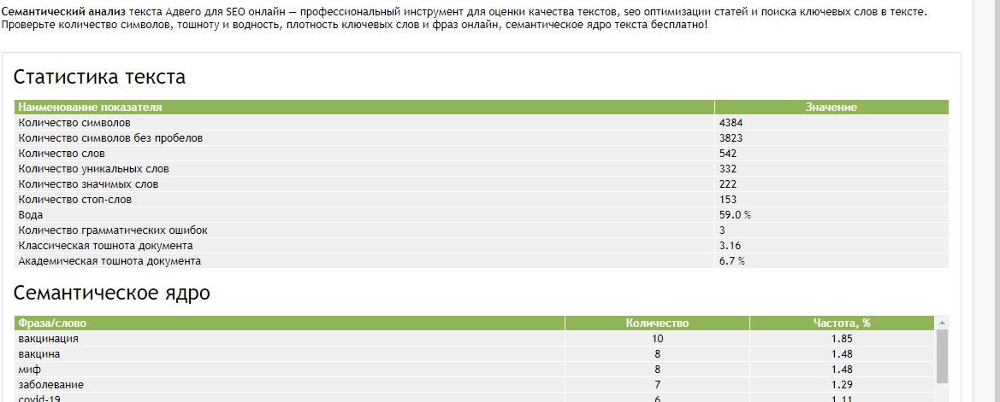 Семантический анализ текста Адвего для SEO онлайн — профессиональный инструмент для оценки качества текстов, seo оптимизации статей и поиска ключевых слов в тексте.
Проверьте количество символов, тошноту и водность, плотность ключевых слов и фраз онлайн, семантическое ядро текста бесплатно!
Статистика текста
Наименование показателя Значение
Количество символов 4384
Количество символов без пробелов 3823
Количество слов 542
Количество уникальных слов 332
Количество значимых слов 222
Количество стоп-слов 153
Вода 59.0 %
Количество грамматических ошибок 3
Классическая тошнота документа 3.16
Академическая тошнота документа 6.7 %
Семантическое ядро
Фраза/слово Количество Частота, %
вакцинация 10 1.85
вакцина 8 1.48
миф 8 1.48
заболевание 7 1.29
covid-19 6 1.11